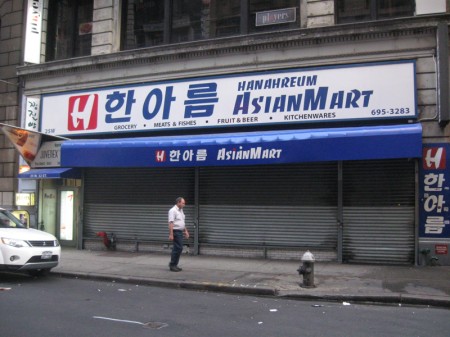 players
한아름 HANAHREUM
ASIANMART
GROCERY • MEATS & FISHES • FRUIT & BEER • KITCHENWARES
695-3283
한아름 ASIANMART
한아름